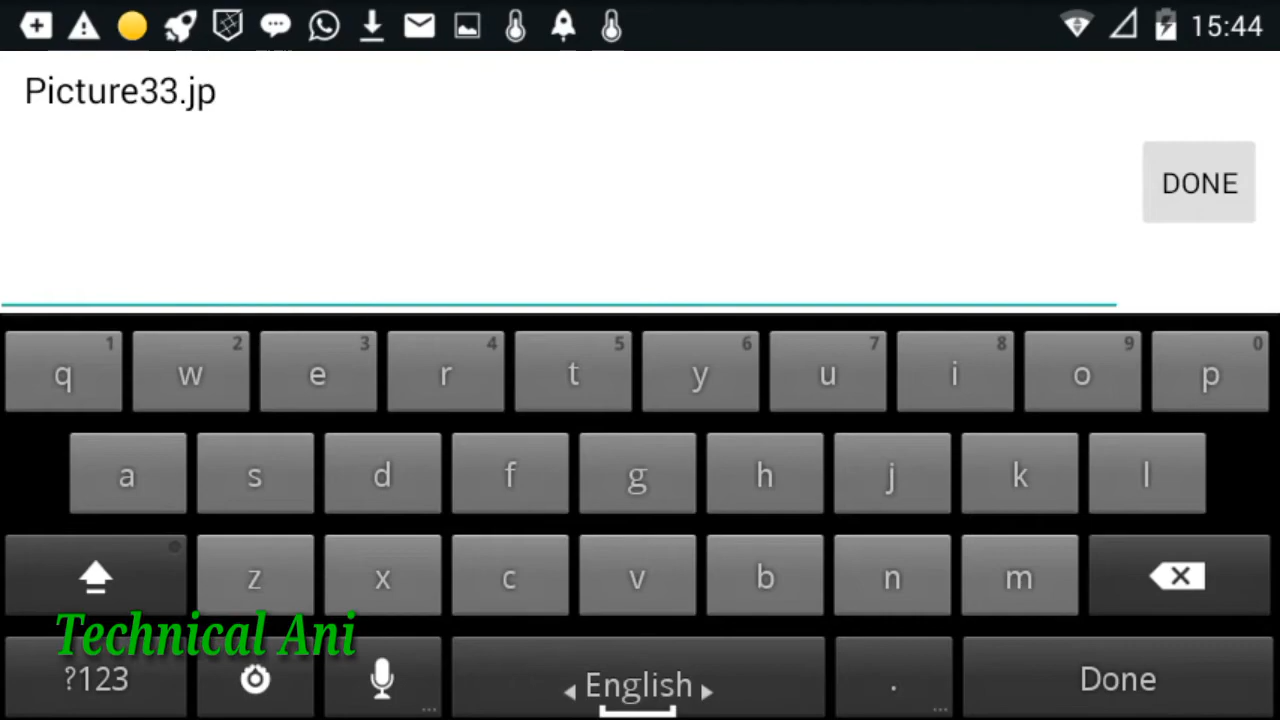 15:44
Picture33.jp
DONE
1 2 3 4 5 6 7 8 9 0
q w e r t y u i o p
a s d f g h j k l
z x c v b n m
Technical Ani
?123 English . Done